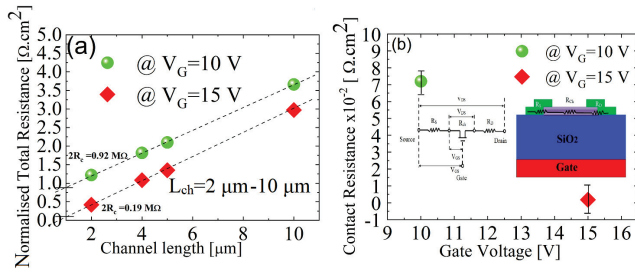 (a)
@ V_G=10 V
@ V_G=15 V
Normalised Total Resistance [Ω.cm²]
5.0
4.5
4.0
3.5
3.0
2.5
2.0
1.5
1.0
0.5
0.0
2R_c=0.92 MΩ
2R_c=0.19 MΩ
L_ch=2 μm-10 μm
2
4
6
8
10
Channel length [μm]
(b)
@ V_G=10 V
@ V_G=15 V
Contact Resistance x10⁻² [Ω.cm²]
9
8
7
6
5
4
3
2
1
0
-1
Source
Drain
Gate
SiO₂
Gate
9
10
11
12
13
14
15
16
Gate Voltage [V]